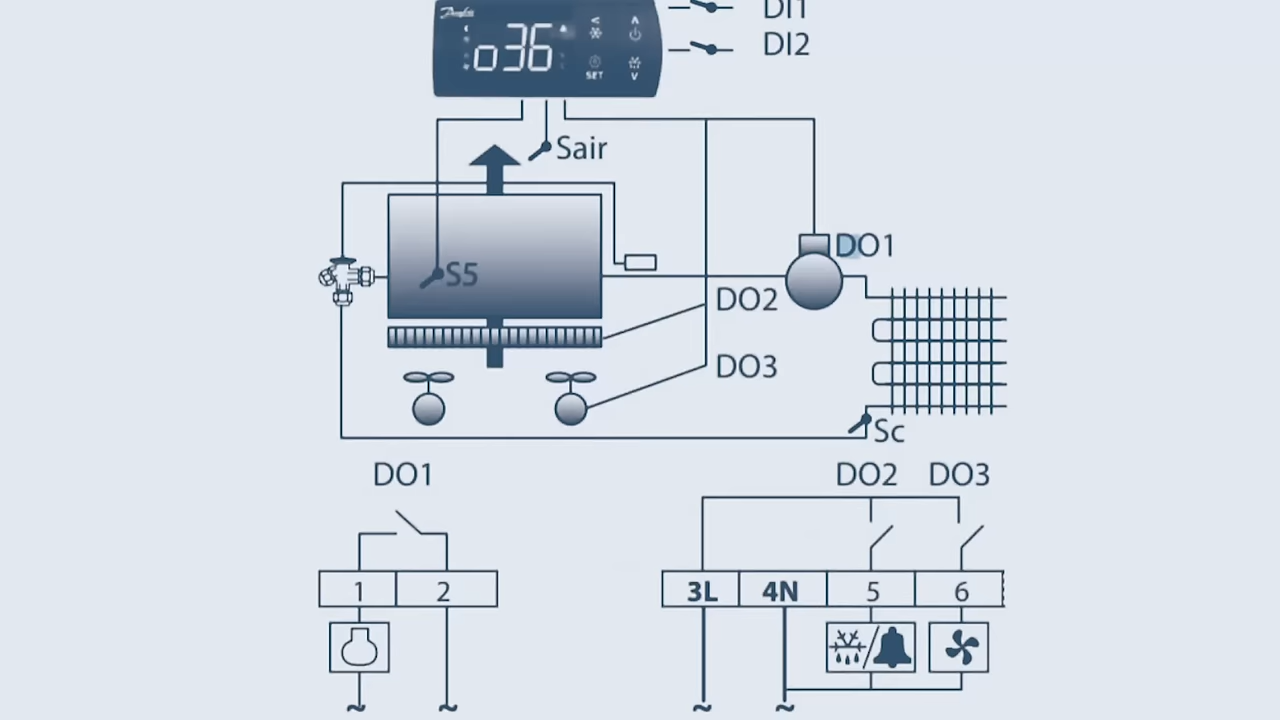 Danfoss
DI1
DI2
o36
SET
Sair
DO1
S5
DO2
DO3
Sc
DO1
DO2 DO3
1 2
3L 4N 5 6